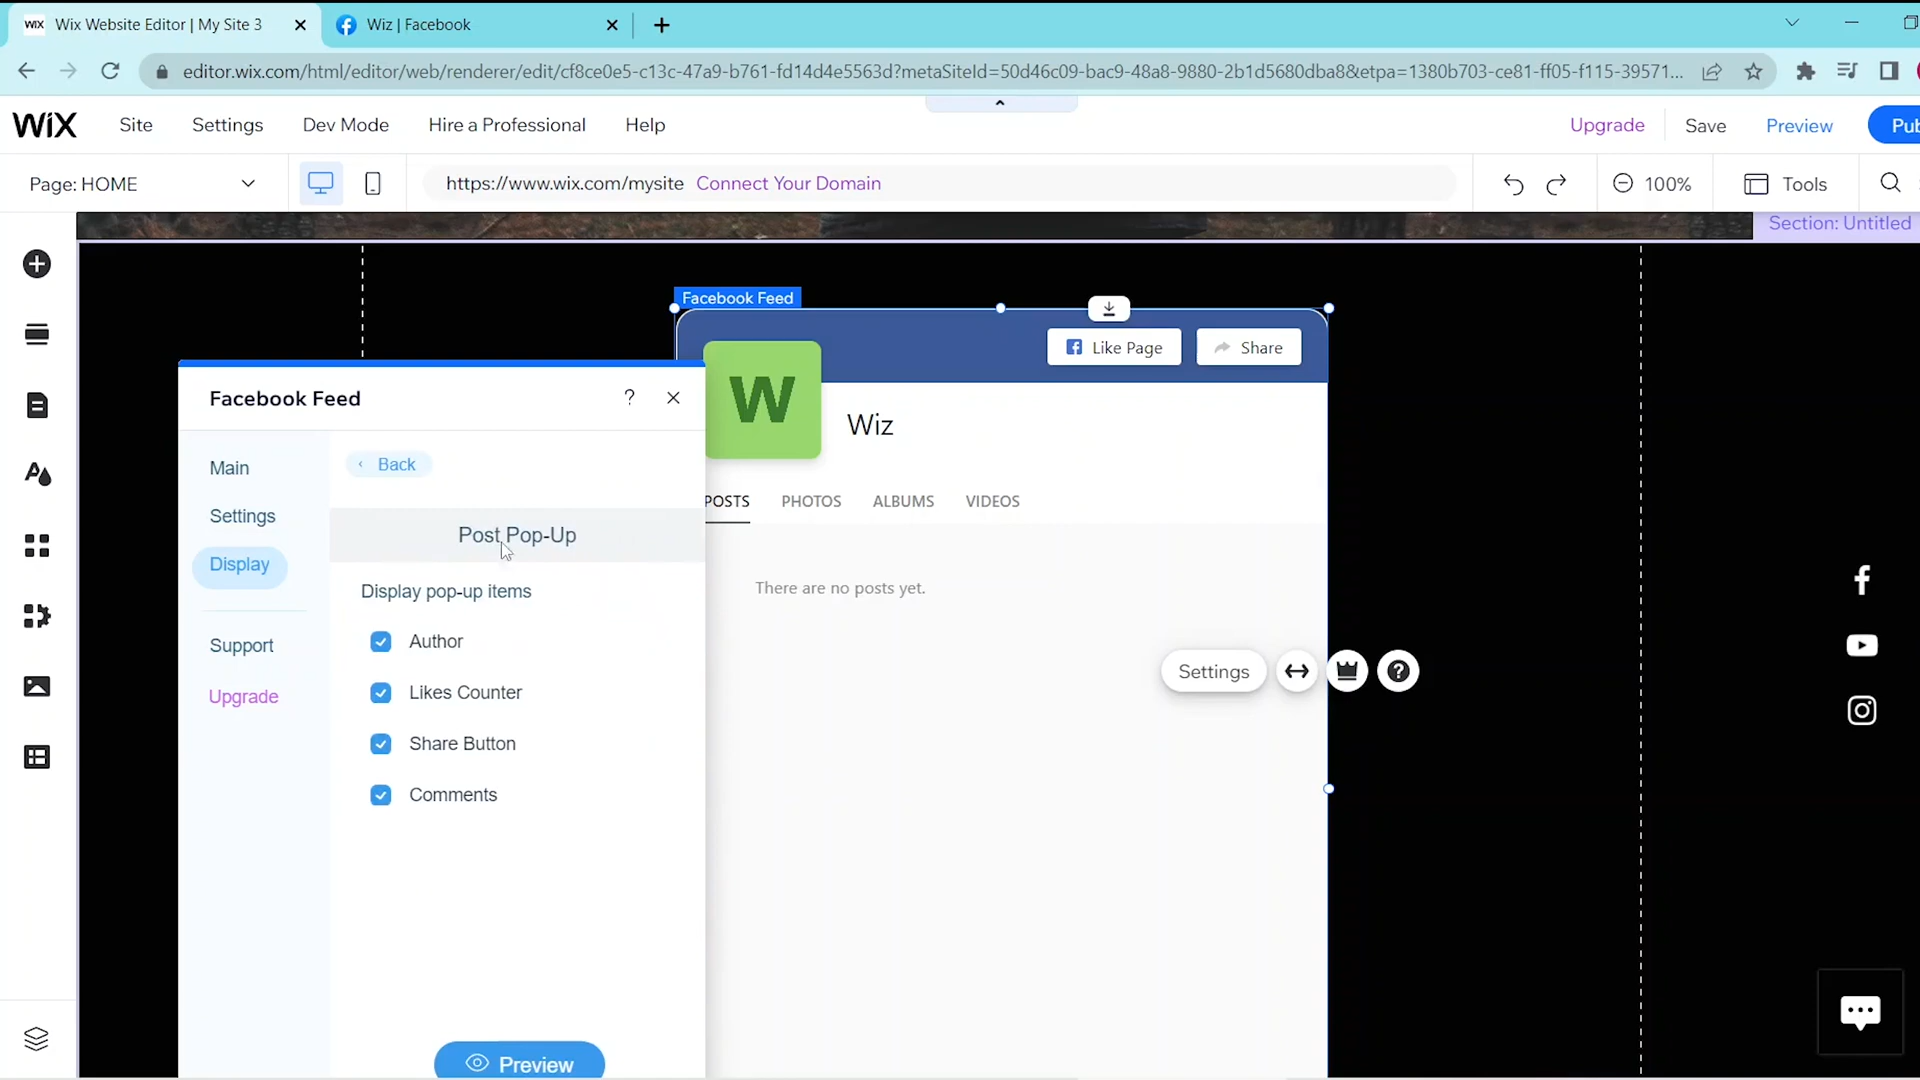 WIX Wix Website Editor | My Site 3
Wiz | Facebook
editor.wix.com/html/editor/web/renderer/edit/cf8ce0e5-c13c-47a9-b761-fd14d4e5563d?metaSiteId=50d46c09-bac9-48a8-9880-2b1d5680dba8&etpa=1380b703-ce81-ff05-f115-39571...
WiX Site Settings Dev Mode Hire a Professional Help Upgrade Save Preview Pub
Page: HOME https://www.wix.com/mysite Connect Your Domain 100% Tools
Section: Untitled
Facebook Feed
Like Page Share
W Wiz
POSTS PHOTOS ALBUMS VIDEOS
There are no posts yet.
Settings
Facebook Feed ?
Main
Settings
Display
Support
Upgrade
Back
Post Pop-Up
Display pop-up items
Author
Likes Counter
Share Button
Comments
Preview